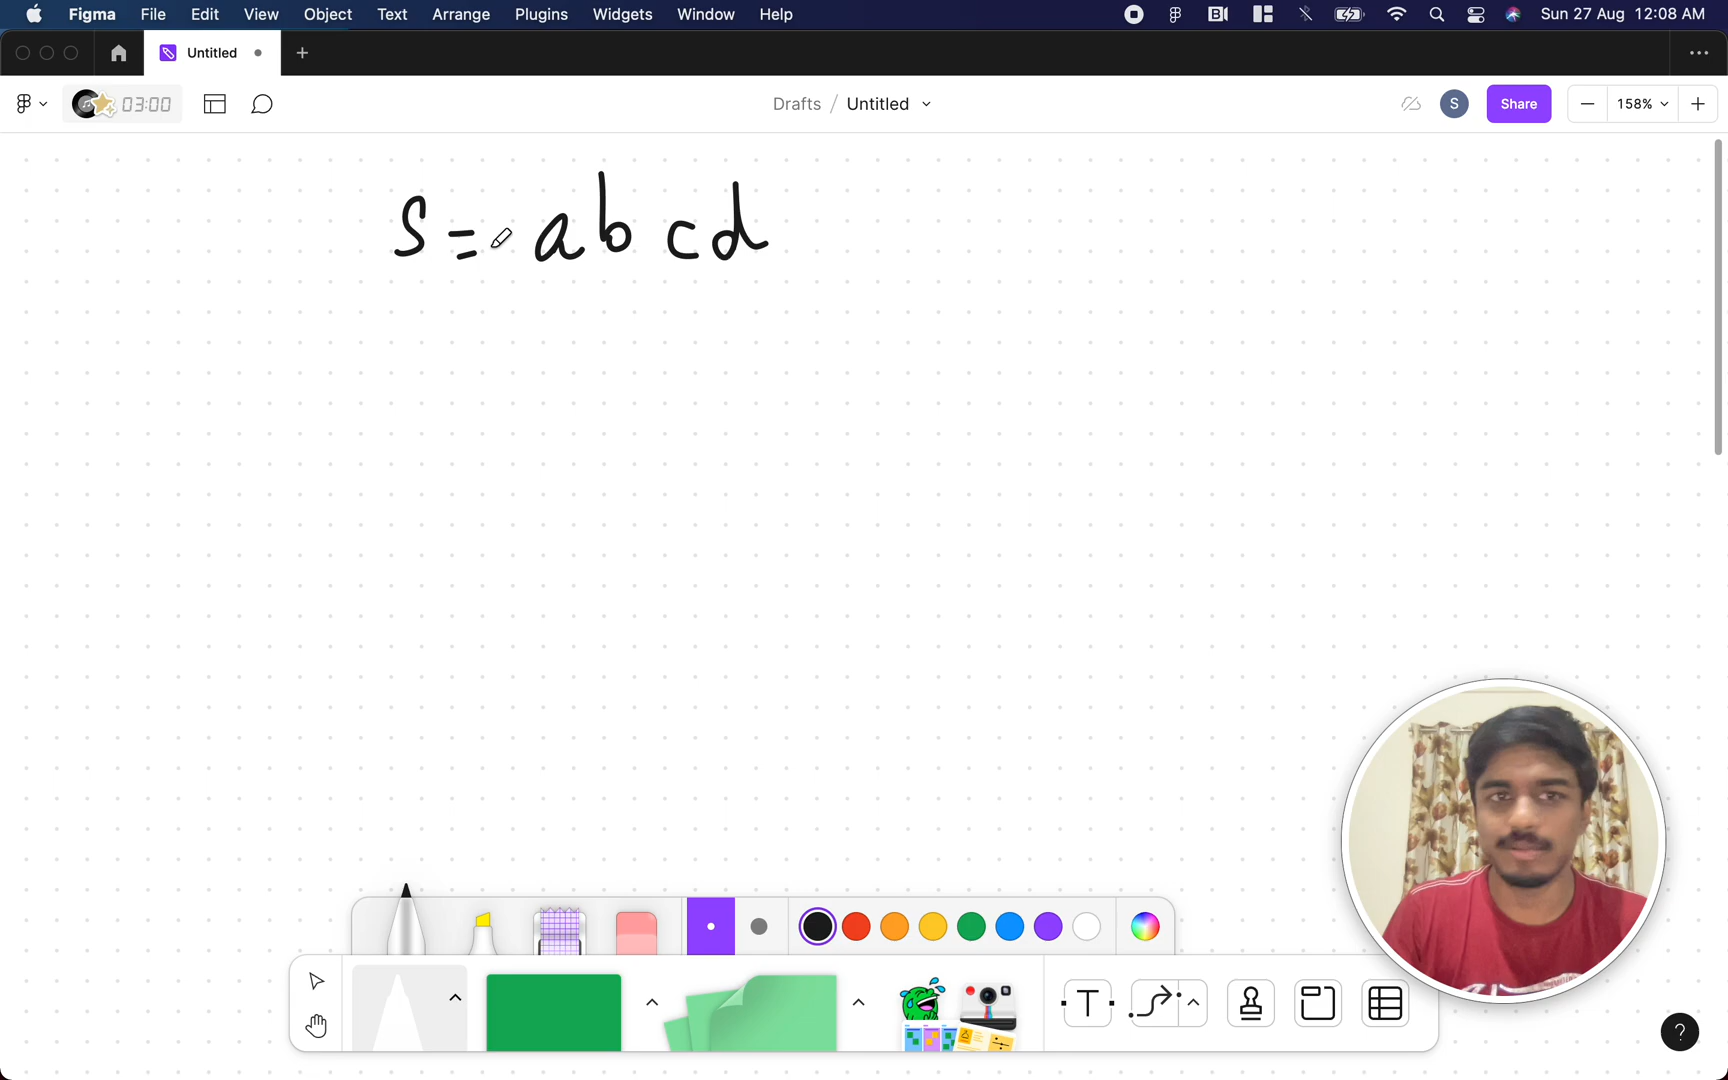 Figma File Edit View Object Text Arrange Plugins Widgets Window Help Sun 27 Aug 12:08 AM
Untitled
03:00 Drafts / Untitled S Share 158%
S = a b c d
T
?